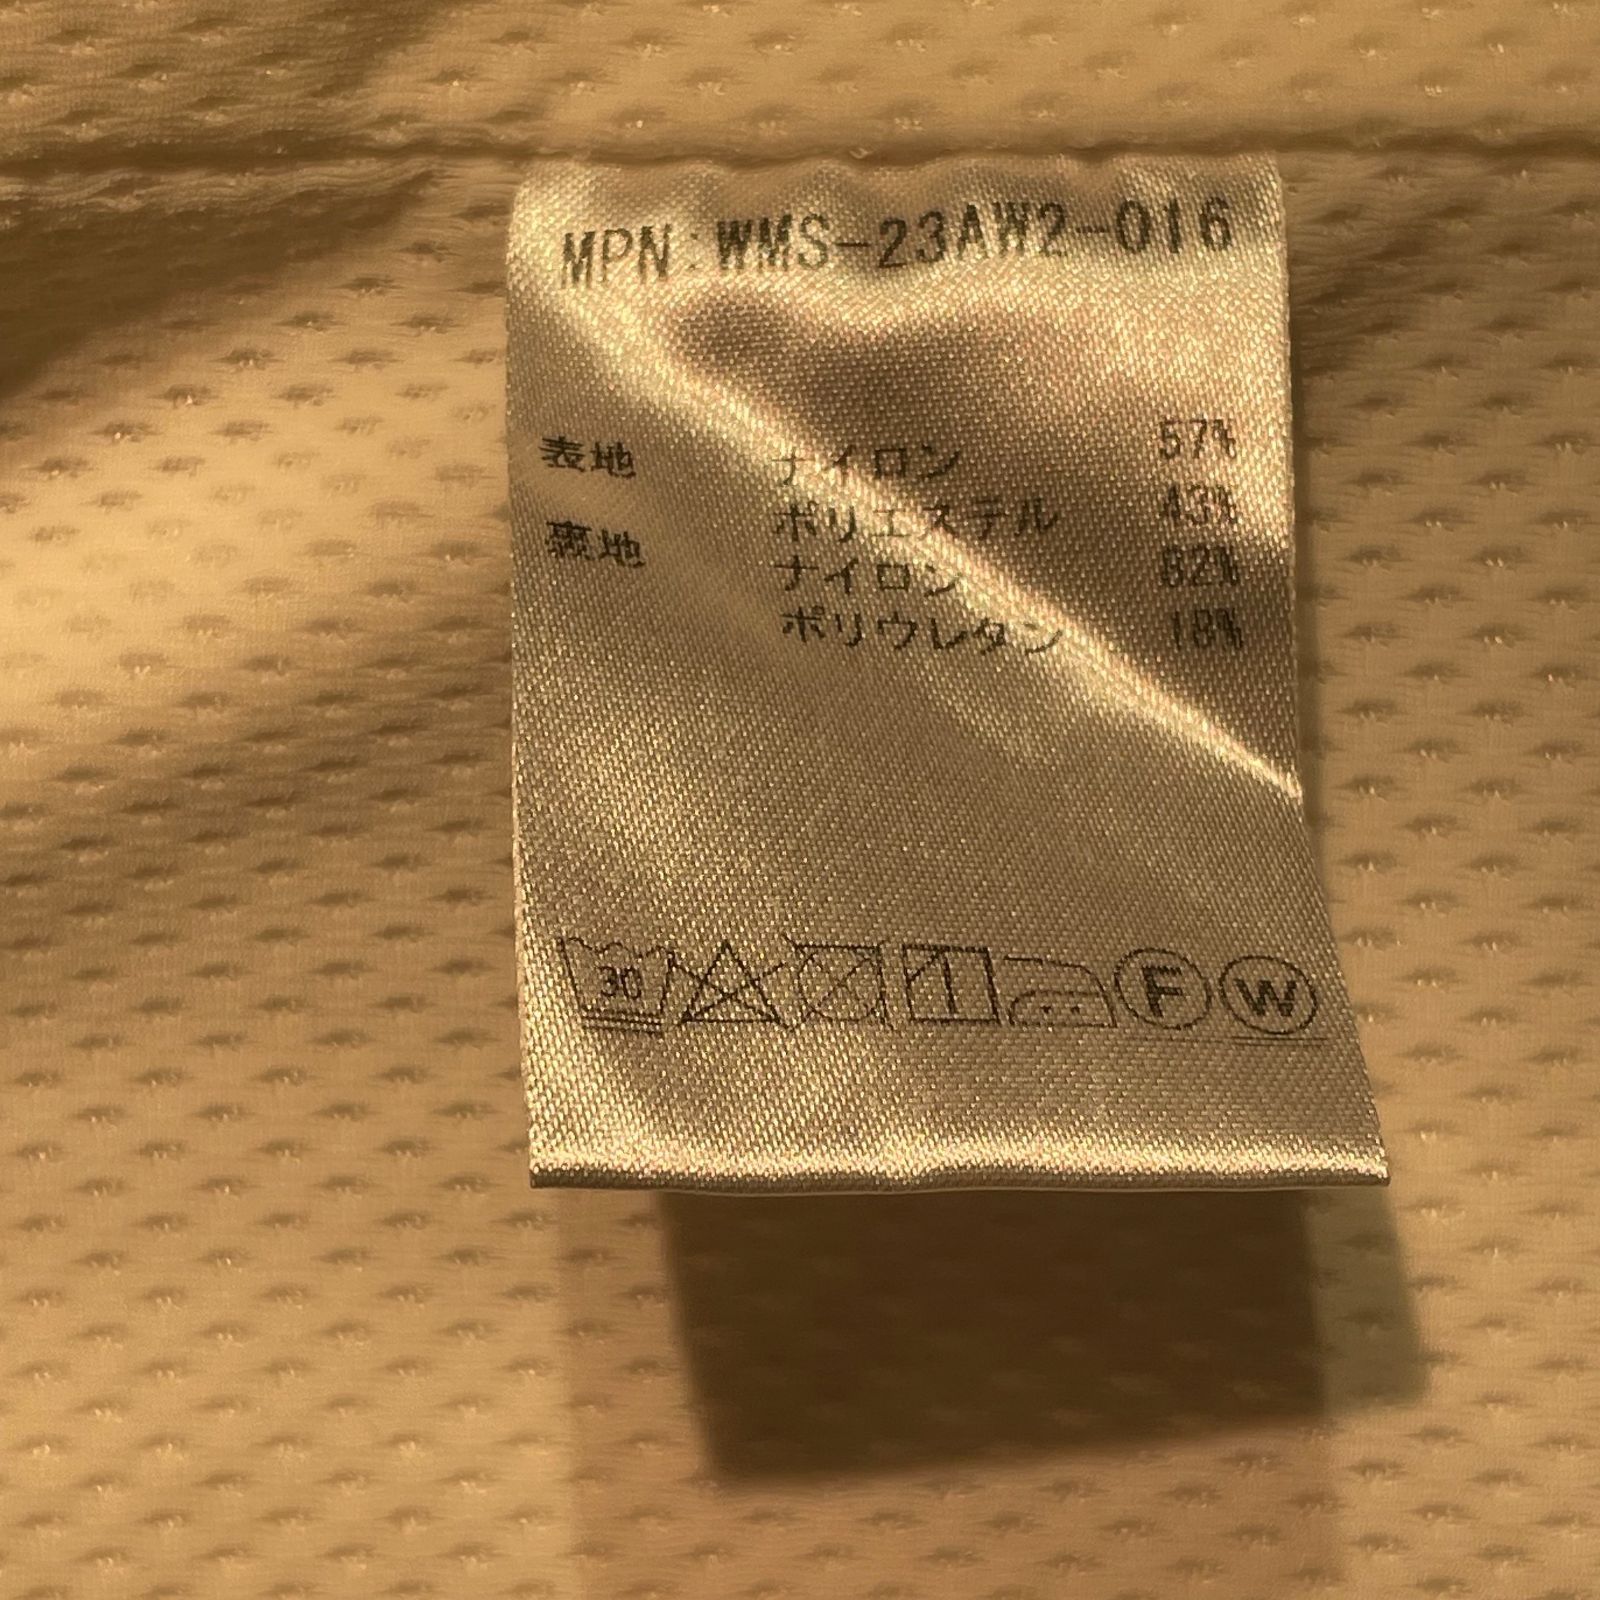 MPN:WMS-23AW2-016
表地 ナイロン 57%
ポリエステル 43%
裏地 ナイロン 82%
ポリウレタン 18%
30 F W